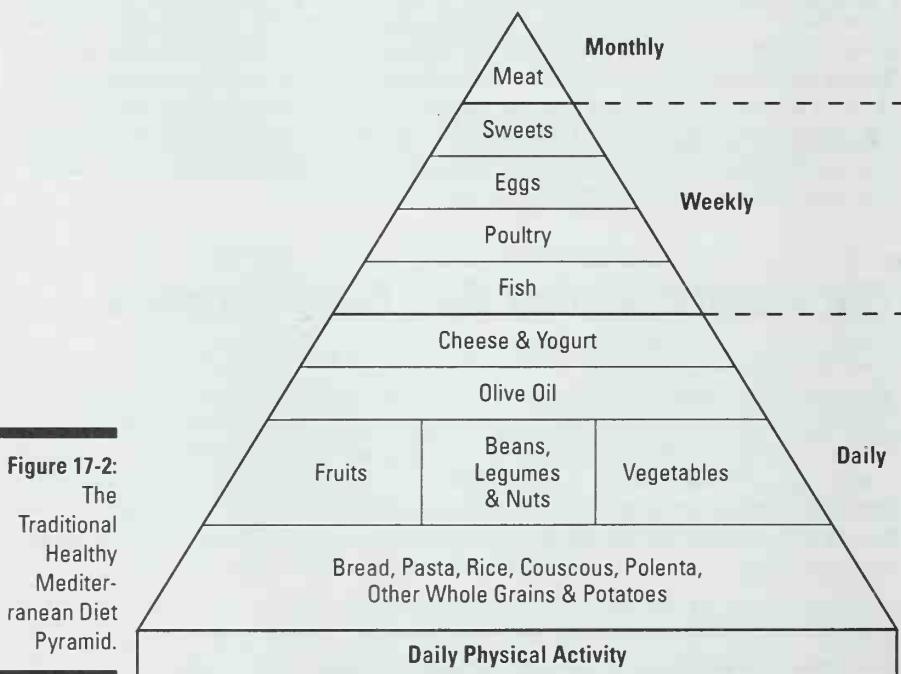 Monthly
Meat
Sweets
Eggs
Weekly
Poultry
Fish
Cheese & Yogurt
Olive Oil
Fruits
Beans,
Legumes
& Nuts
Vegetables
Daily
Bread, Pasta, Rice, Couscous, Polenta,
Other Whole Grains & Potatoes
Daily Physical Activity
Figure 17-2:
The
Traditional
Healthy
Mediter-
ranean Diet
Pyramid.